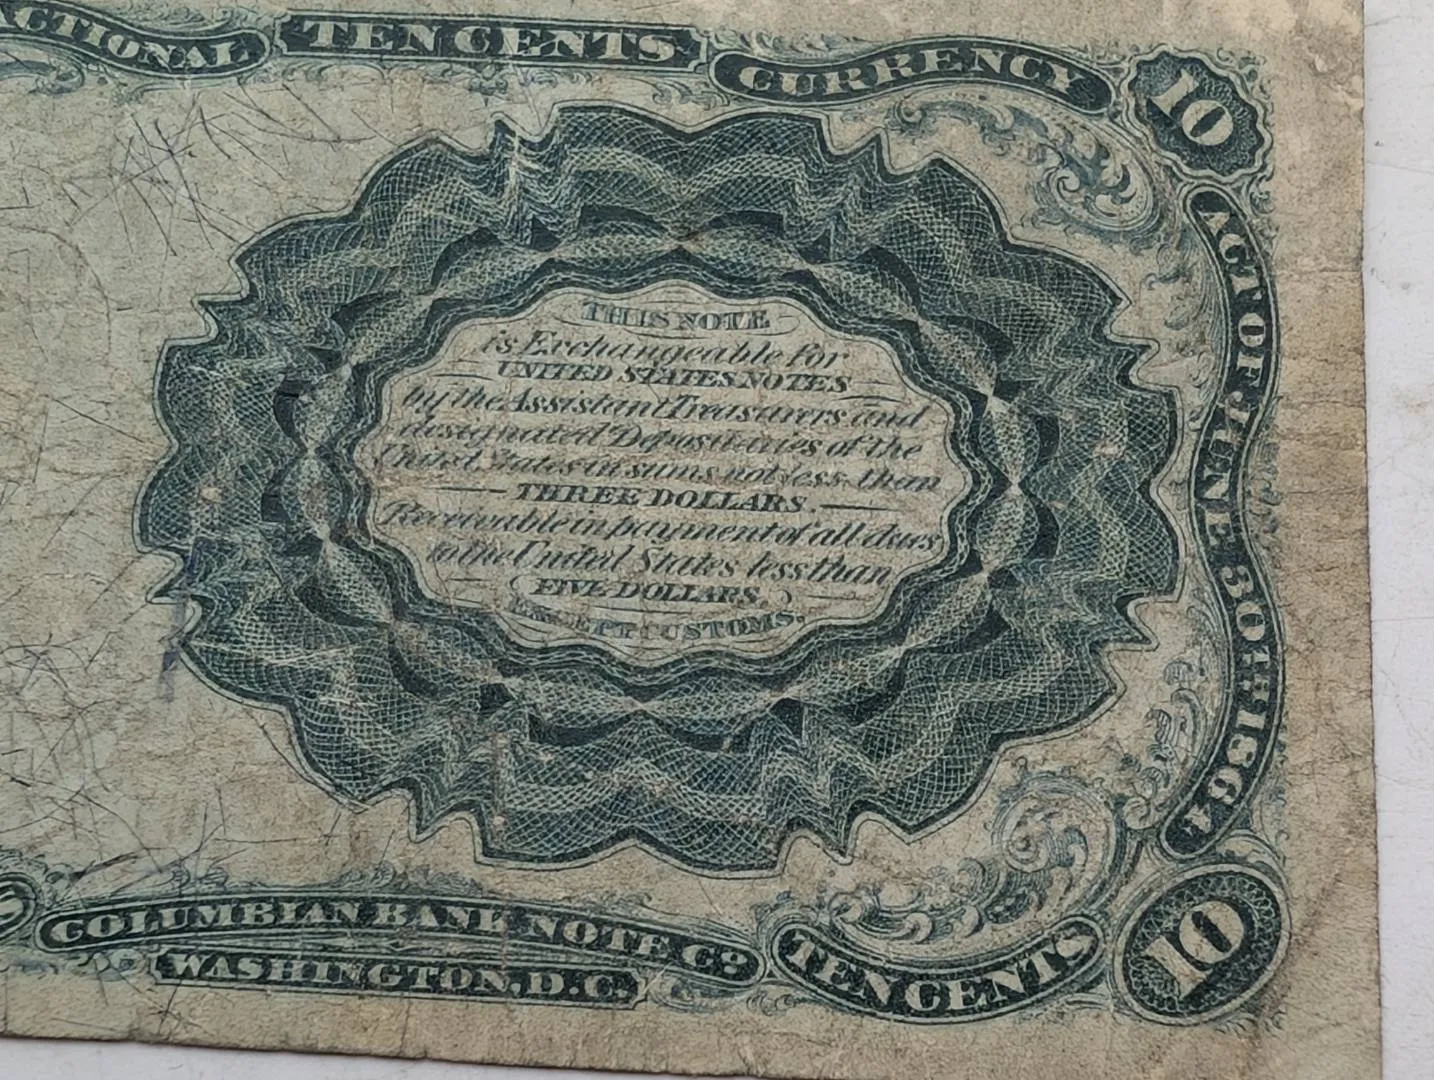 CTIONAL TEN CENTS CURRENCY 10
ACT OF JUNE 30TH 1864
THIS NOTE
is Exchangeable for
UNITED STATES NOTES
by the Assistant Treasurers and
designated Depositaries of the
United States in sums not less than
THREE DOLLARS.
Receivable in payment of all dues
to the United States less than
FIVE DOLLARS.
EXCEPT CUSTOMS.
S COLUMBIAN BANK NOTE CO TEN CENTS 10
WASHINGTON, D.C.